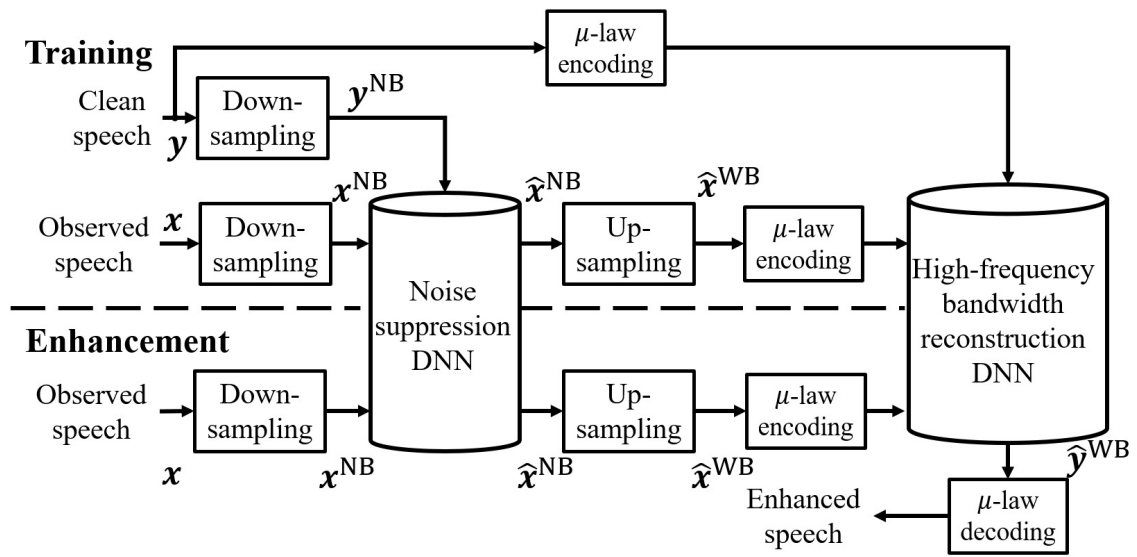 Training
μ-law
encoding
Clean
speech
y
Down-
sampling
y^NB
Observed
speech
x
Down-
sampling
x^NB
Noise
suppression
DNN
x̂^NB
Up-
sampling
x̂^WB
μ-law
encoding
High-frequency
bandwidth
reconstruction
DNN
Enhancement
Observed
speech
x
Down-
sampling
x^NB
x̂^NB
Up-
sampling
x̂^WB
μ-law
encoding
ŷ^WB
μ-law
decoding
Enhanced
speech